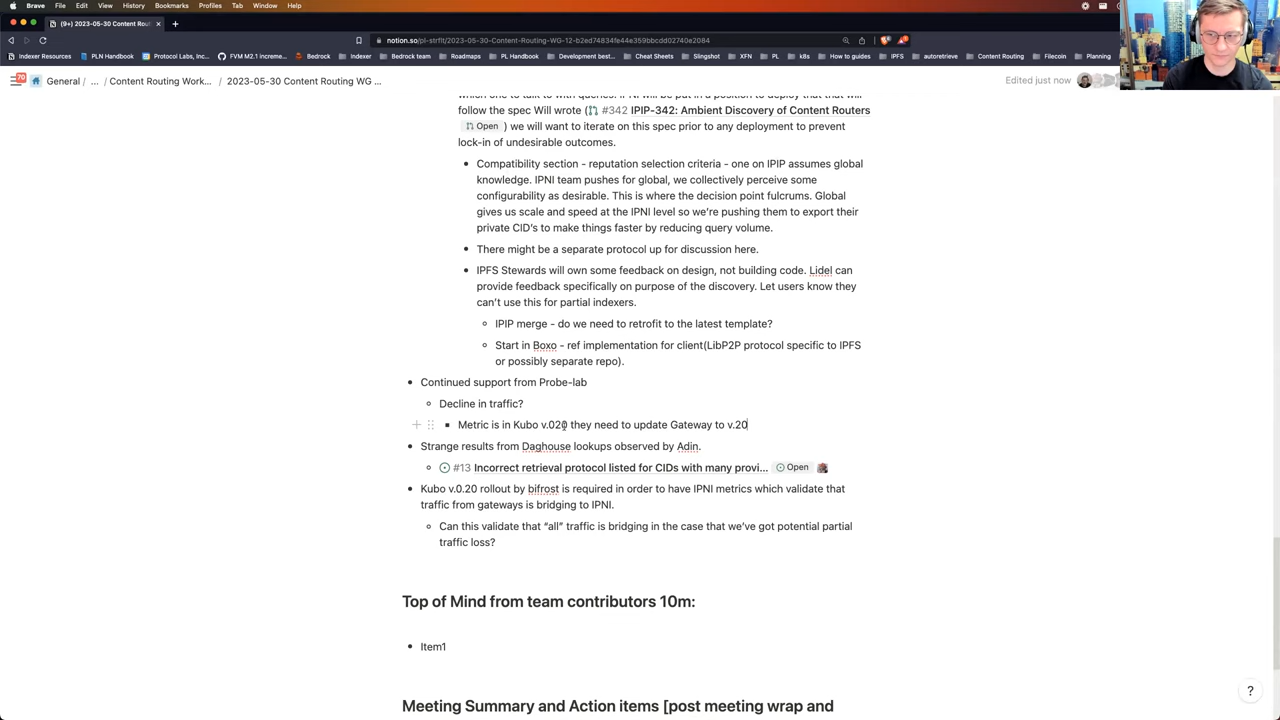 Brave File Edit View History Bookmarks Profiles Tab Window Help
(9+) 2023-05-30 Content Rou
notion.so/pl-strflt/2023-05-30-Content-Routing-WG-12-b2ed74834fe44e359bbcdd02740e2084
Indexer Resources PLN Handbook FVM M2.1 Increme... Bedrock Roadmaps PL Handbook Development best... Cheat Sheets Slingshot XFN PL k8s How to guides IPFS autoretrieve Content Routing Filecoin Planning
Indexer Protocol Labs, Inc... Bedrock team
70 General / ... / Content Routing Work... / 2023-05-30 Content Routing WG ... Edited just now
which one to talk to with queries. IPNI will be put in a position to deploy that that will
follow the spec Will wrote ( #342 IPIP-342: Ambient Discovery of Content Routers
Open ) we will want to iterate on this spec prior to any deployment to prevent
lock-in of undesirable outcomes.
Compatibility section - reputation selection criteria - one on IPIP assumes global
knowledge. IPNI team pushes for global, we collectively perceive some
configurability as desirable. This is where the decision point fulcrums. Global
gives us scale and speed at the IPNI level so we're pushing them to export their
private CID's to make things faster by reducing query volume.
There might be a separate protocol up for discussion here.
IPFS Stewards will own some feedback on design, not building code. Lidel can
provide feedback specifically on purpose of the discovery. Let users know they
can't use this for partial indexers.
IPIP merge - do we need to retrofit to the latest template?
Start in Boxo - ref implementation for client(LibP2P protocol specific to IPFS
or possibly separate repo).
Continued support from Probe-lab
Decline in traffic?
Metric is in Kubo v.020 they need to update Gateway to v.20
Strange results from Daghouse lookups observed by Adin.
#13 Incorrect retrieval protocol listed for CIDs with many provi... Open
Kubo v.0.20 rollout by bifrost is required in order to have IPNI metrics which validate that
traffic from gateways is bridging to IPNI.
Can this validate that “all” traffic is bridging in the case that we've got potential partial
traffic loss?
Top of Mind from team contributors 10m:
Item1
Meeting Summary and Action items [post meeting wrap and
?